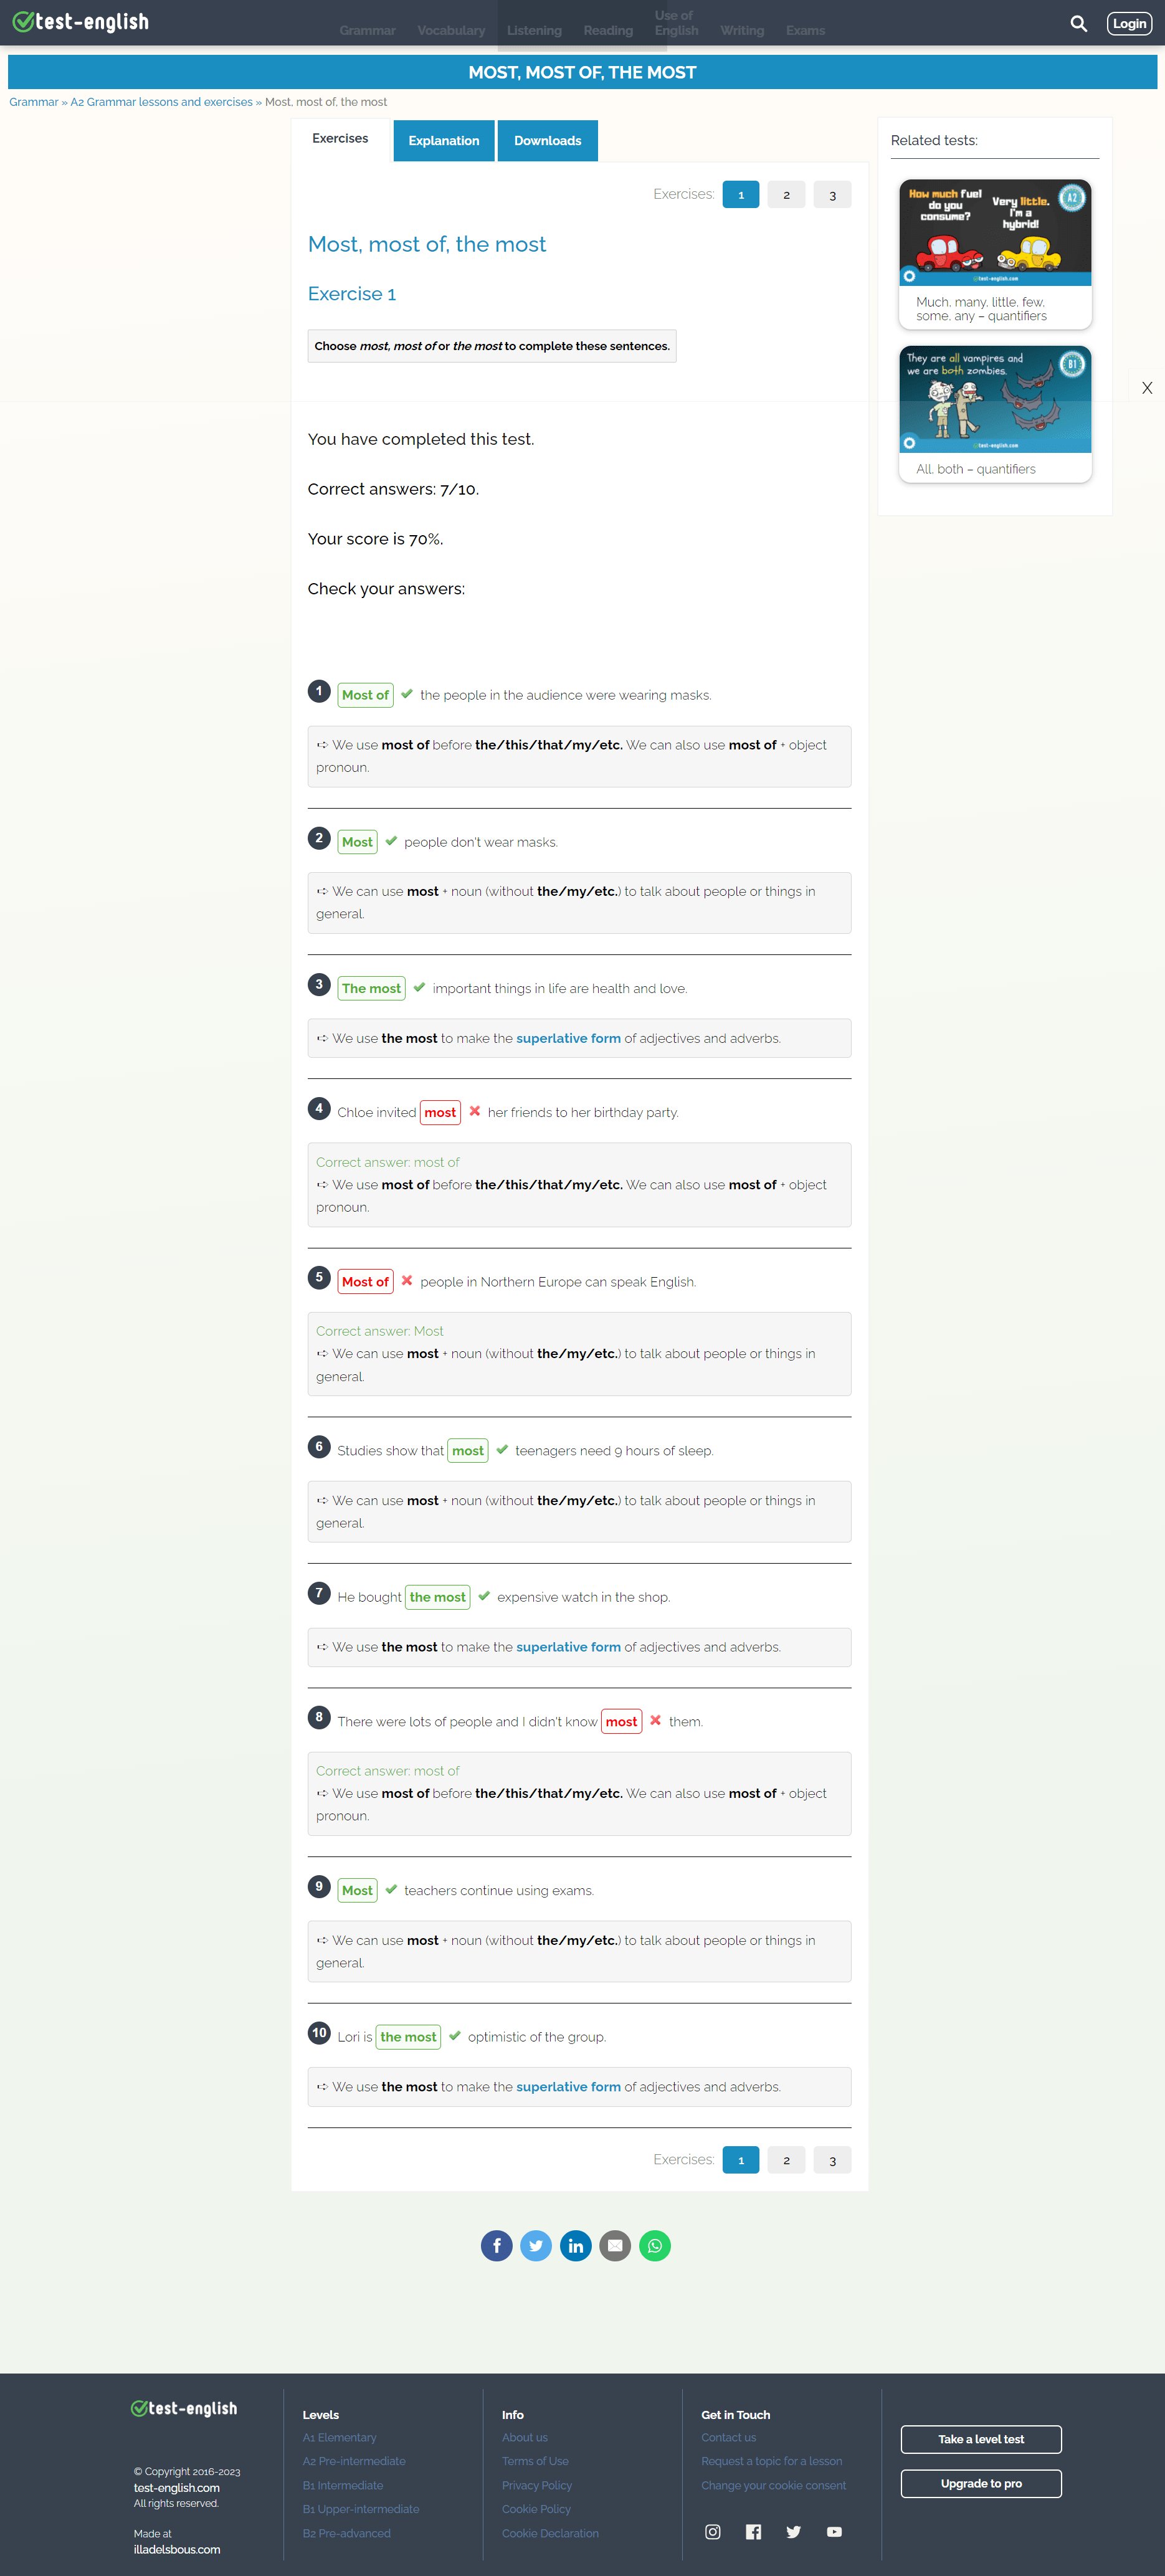 test-english
Grammar
Vocabulary
Listening
Reading
Use of
English
Writing
Exams
Login
MOST, MOST OF, THE MOST
Grammar » A2 Grammar lessons and exercises » Most, most of, the most
Exercises
Explanation
Downloads
Exercises: 1 2 3
Most, most of, the most
Exercise 1
Choose most, most of or the most to complete these sentences.
You have completed this test.
Correct answers: 7/10.
Your score is 70%.
Check your answers:
1 Most of the people in the audience were wearing masks.
➪ We use most of before the/this/that/my/etc. We can also use most of + object
pronoun.
2 Most people don't wear masks.
➪ We can use most + noun (without the/my/etc.) to talk about people or things in
general.
3 The most important things in life are health and love.
➪ We use the most to make the superlative form of adjectives and adverbs.
4 Chloe invited most her friends to her birthday party.
Correct answer: most of
➪ We use most of before the/this/that/my/etc. We can also use most of + object
pronoun.
5 Most of people in Northern Europe can speak English.
Correct answer: Most
➪ We can use most + noun (without the/my/etc.) to talk about people or things in
general.
6 Studies show that most teenagers need 9 hours of sleep.
➪ We can use most + noun (without the/my/etc.) to talk about people or things in
general.
7 He bought the most expensive watch in the shop.
➪ We use the most to make the superlative form of adjectives and adverbs.
8 There were lots of people and I didn't know most them.
Correct answer: most of
➪ We use most of before the/this/that/my/etc. We can also use most of + object
pronoun.
9 Most teachers continue using exams.
➪ We can use most + noun (without the/my/etc.) to talk about people or things in
general.
10 Lori is the most optimistic of the group.
➪ We use the most to make the superlative form of adjectives and adverbs.
Exercises: 1 2 3
Related tests:
How much fuel
do you
consume?
Very little.
I'm a
hybrid!
A2
test-english.com
Much, many, little, few,
some, any – quantifiers
They are all vampires and
we are both zombies.
B1
test-english.com
All, both – quantifiers
X
test-english
© Copyright 2016-2023
test-english.com
All rights reserved.
Made at
illadelsbous.com
Levels
A1 Elementary
A2 Pre-intermediate
B1 Intermediate
B1 Upper-intermediate
B2 Pre-advanced
Info
About us
Terms of Use
Privacy Policy
Cookie Policy
Cookie Declaration
Get in Touch
Contact us
Request a topic for a lesson
Change your cookie consent
Take a level test
Upgrade to pro